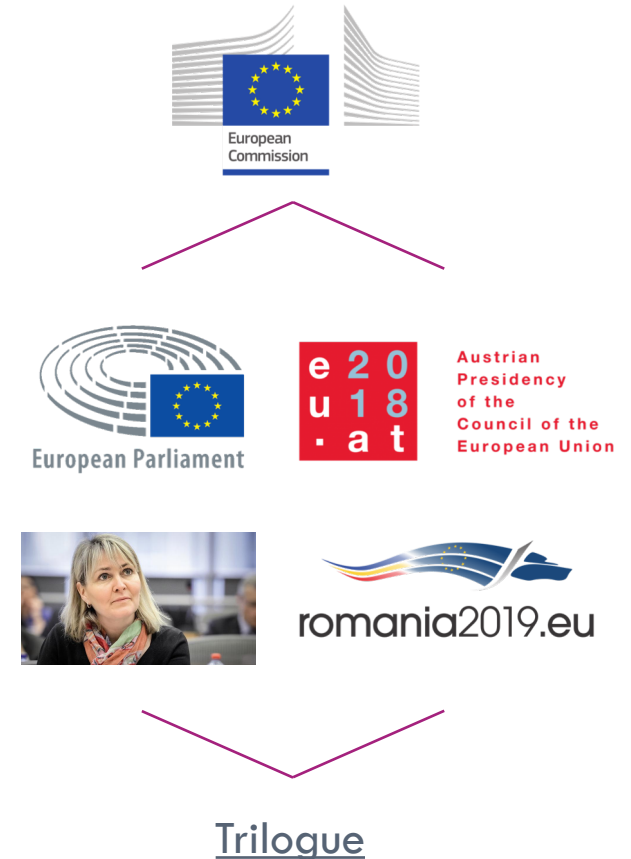 European
Commission
European Parliament
e 2 0
u 1 8
. a t
Austrian
Presidency
of the
Council of the
European Union
romania2019.eu
Trilogue